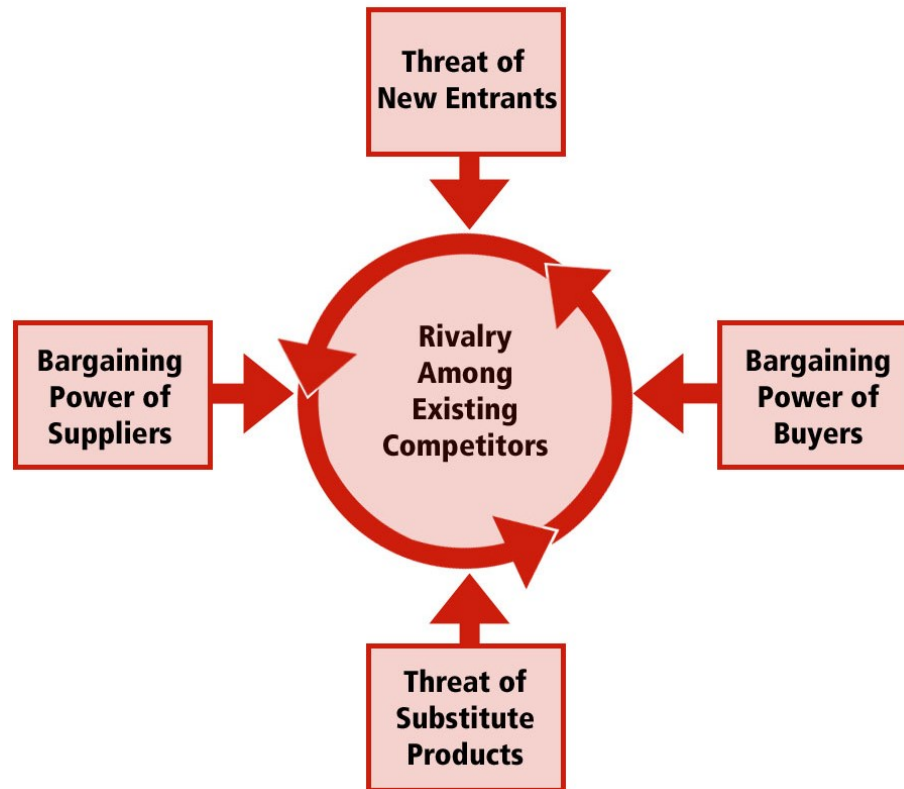 Threat of
New Entrants
Bargaining
Power of
Suppliers
Rivalry
Among
Existing
Competitors
Bargaining
Power of
Buyers
Threat of
Substitute
Products